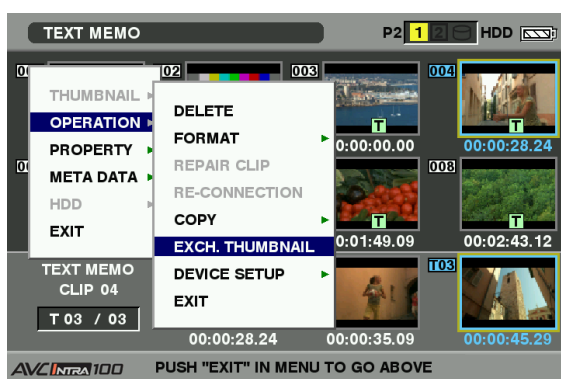 TEXT MEMO
P2 1 2 HDD
02
003
004
THUMBNAIL
OPERATION
PROPERTY
META DATA
HDD
EXIT
DELETE
FORMAT
REPAIR CLIP
RE-CONNECTION
COPY
EXCH. THUMBNAIL
DEVICE SETUP
EXIT
T
T
0:00:00.00
00:00:28.24
008
T
T
0:01:49.09
00:02:43.12
TEXT MEMO
CLIP 04
T 03 / 03
T03
00:00:28.24
00:00:35.09
00:00:45.29
AVC INTRA 100
PUSH "EXIT" IN MENU TO GO ABOVE